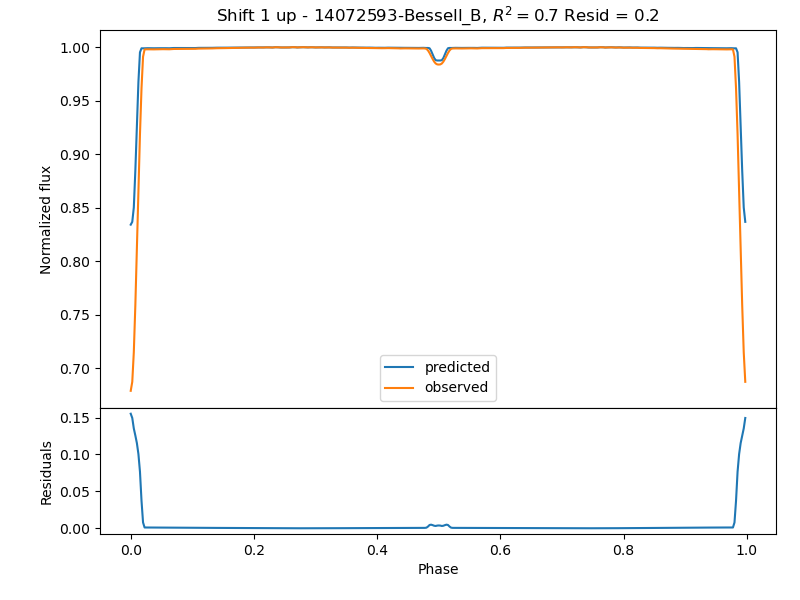 Shift 1 up - 14072593-Bessell_B, R² = 0.7 Resid = 0.2
1.00
0.95
0.90
0.85
0.80
0.75
0.70
Normalized flux
predicted
observed
0.15
0.10
0.05
0.00
Residuals
0.0 0.2 0.4 0.6 0.8 1.0
Phase